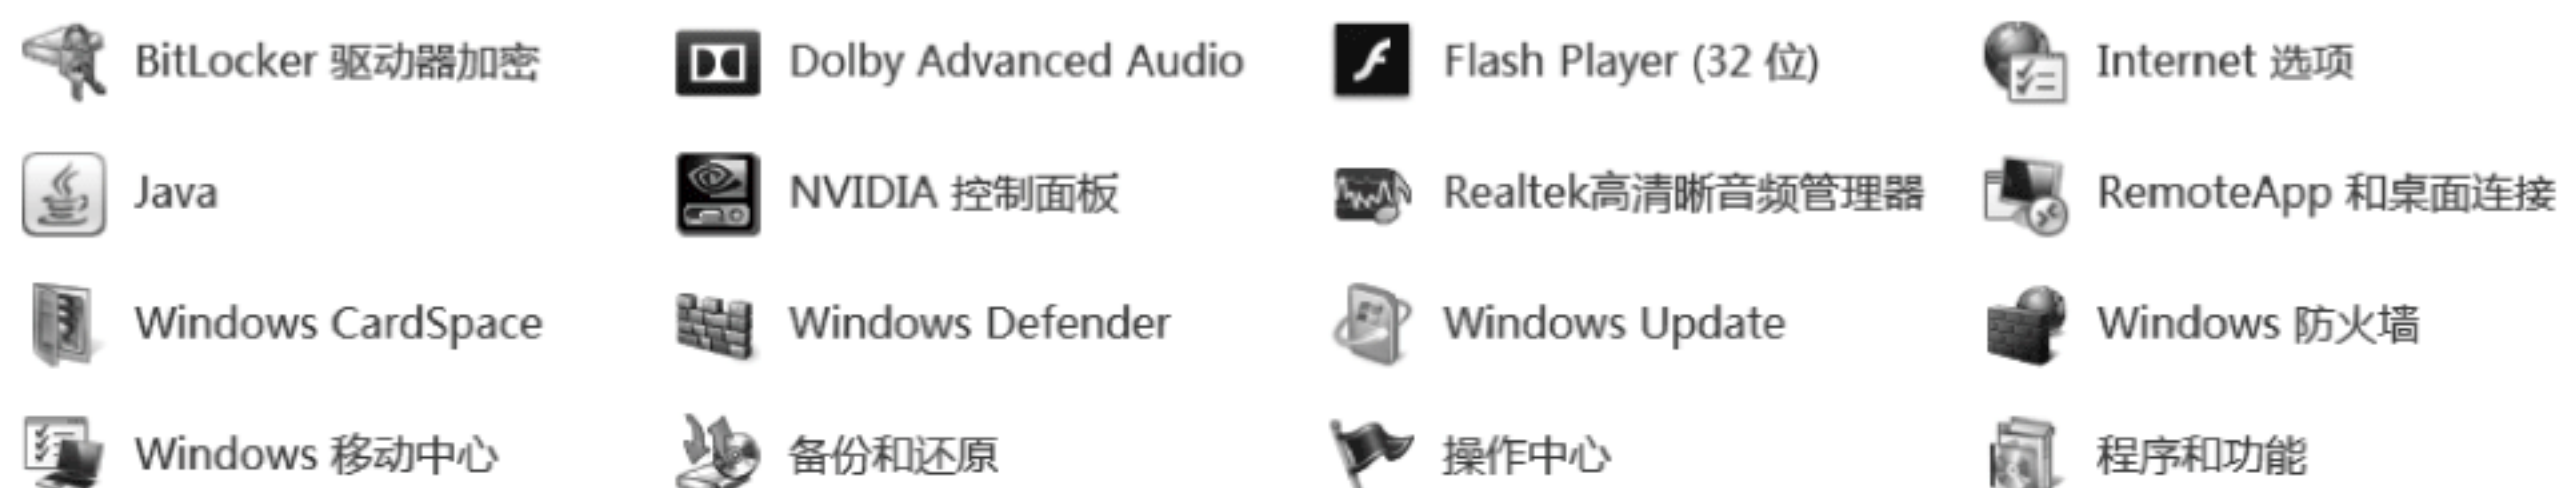 BitLocker 驱动器加密 Dolby Advanced Audio Flash Player (32 位) Internet 选项
Java NVIDIA 控制面板 Realtek高清晰音频管理器 RemoteApp 和桌面连接
Windows CardSpace Windows Defender Windows Update Windows 防火墙
Windows 移动中心 备份和还原 操作中心 程序和功能